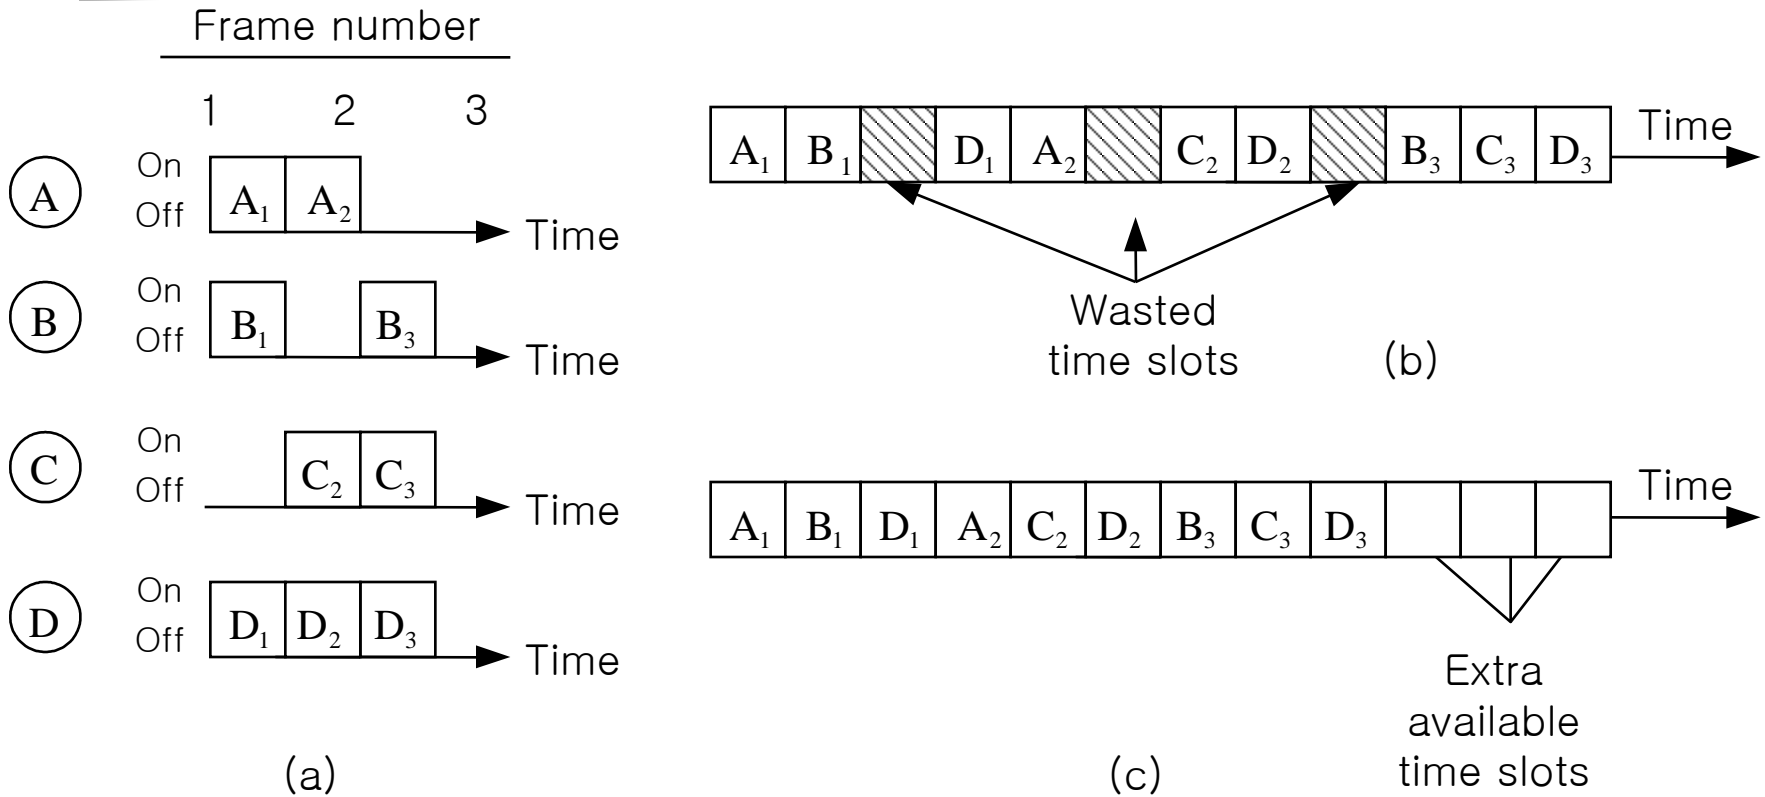 Frame number
1 2 3
A On Off A₁ A₂ Time
B On Off B₁ B₃ Time
C On Off C₂ C₃ Time
D On Off D₁ D₂ D₃ Time
(a)
A₁ B₁ D₁ A₂ C₂ D₂ B₃ C₃ D₃ Time
Wasted
time slots
(b)
A₁ B₁ D₁ A₂ C₂ D₂ B₃ C₃ D₃ Time
Extra
available
time slots
(c)